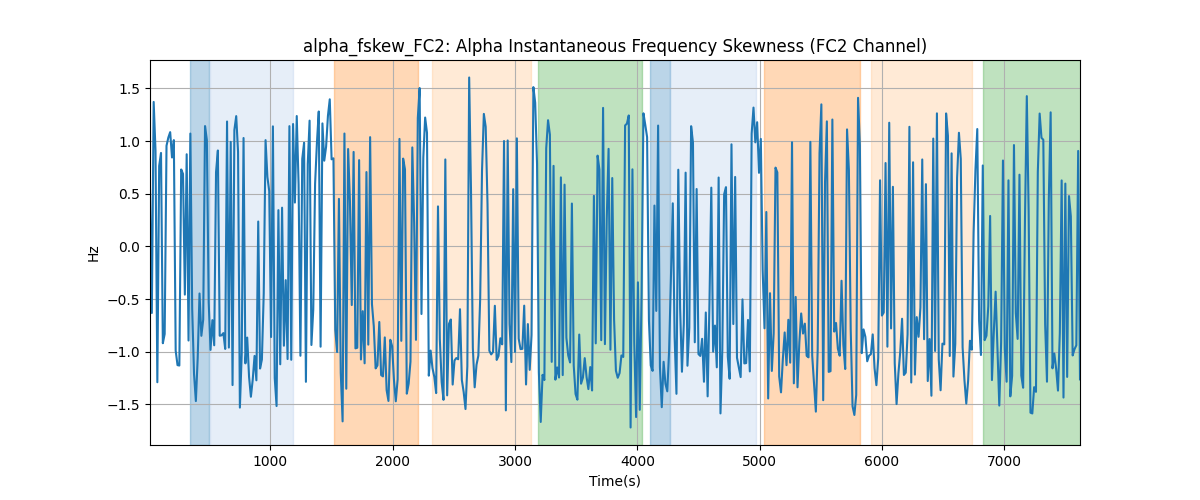 alpha_fskew_FC2: Alpha Instantaneous Frequency Skewness (FC2 Channel)
1.5
1.0
0.5
0.0
−0.5
−1.0
−1.5
Hz
1000 2000 3000 4000 5000 6000 7000
Time(s)